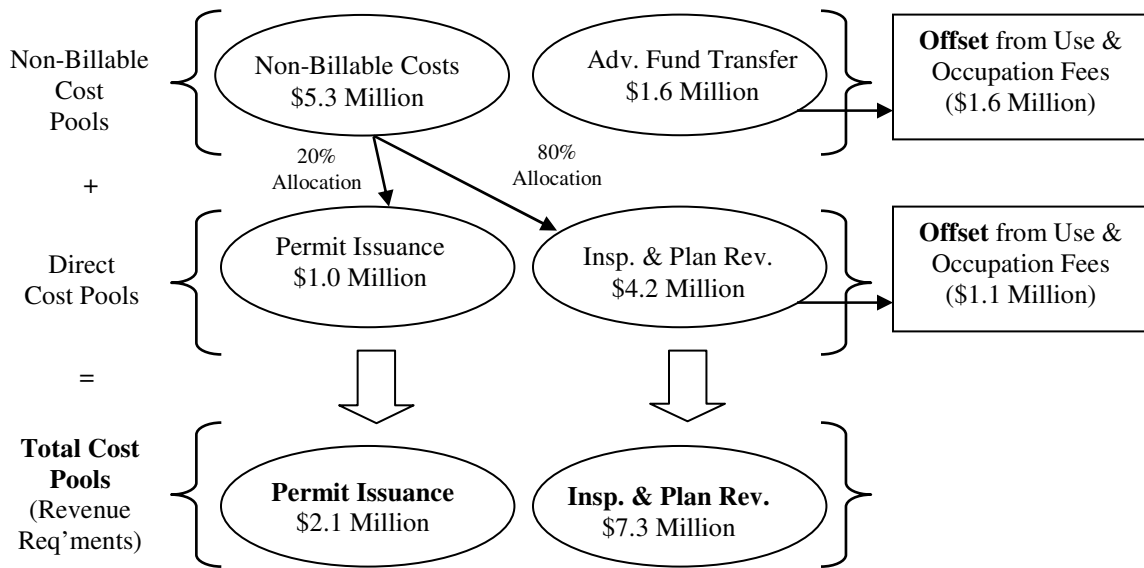 Non-Billable
Cost
Pools
Non-Billable Costs
$5.3 Million
Adv. Fund Transfer
$1.6 Million
Offset from Use &
Occupation Fees
($1.6 Million)
20%
Allocation
80%
Allocation
+
Direct
Cost Pools
Permit Issuance
$1.0 Million
Insp. & Plan Rev.
$4.2 Million
Offset from Use &
Occupation Fees
($1.1 Million)
=
Total Cost
Pools
(Revenue
Req’ments)
Permit Issuance
$2.1 Million
Insp. & Plan Rev.
$7.3 Million